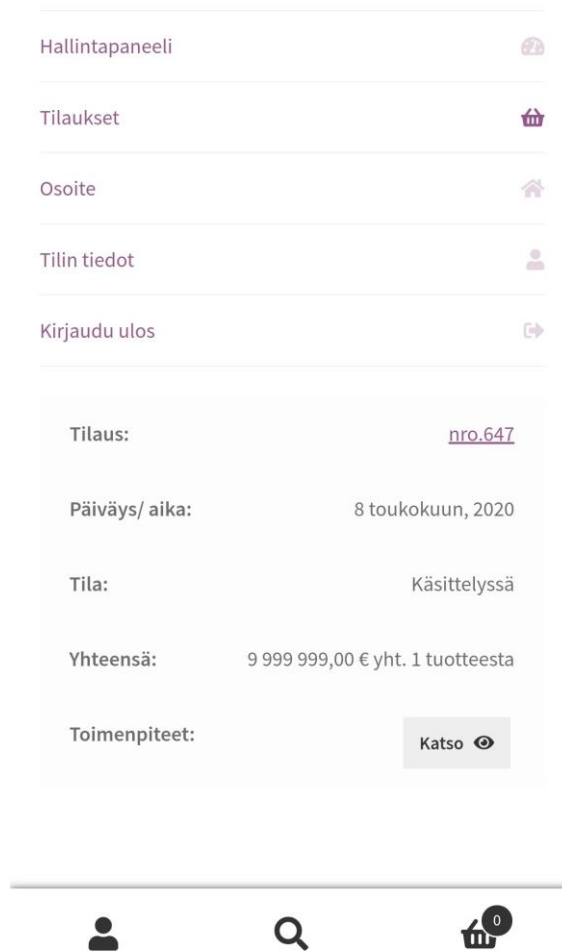 Hallintapaneeli
Tilaukset
Osoite
Tilin tiedot
Kirjaudu ulos
Tilaus: nro.647
Päiväys/ aika: 8 toukokuun, 2020
Tila: Käsittelyssä
Yhteensä: 9 999 999,00 € yht. 1 tuotteesta
Toimenpiteet: Katso
0